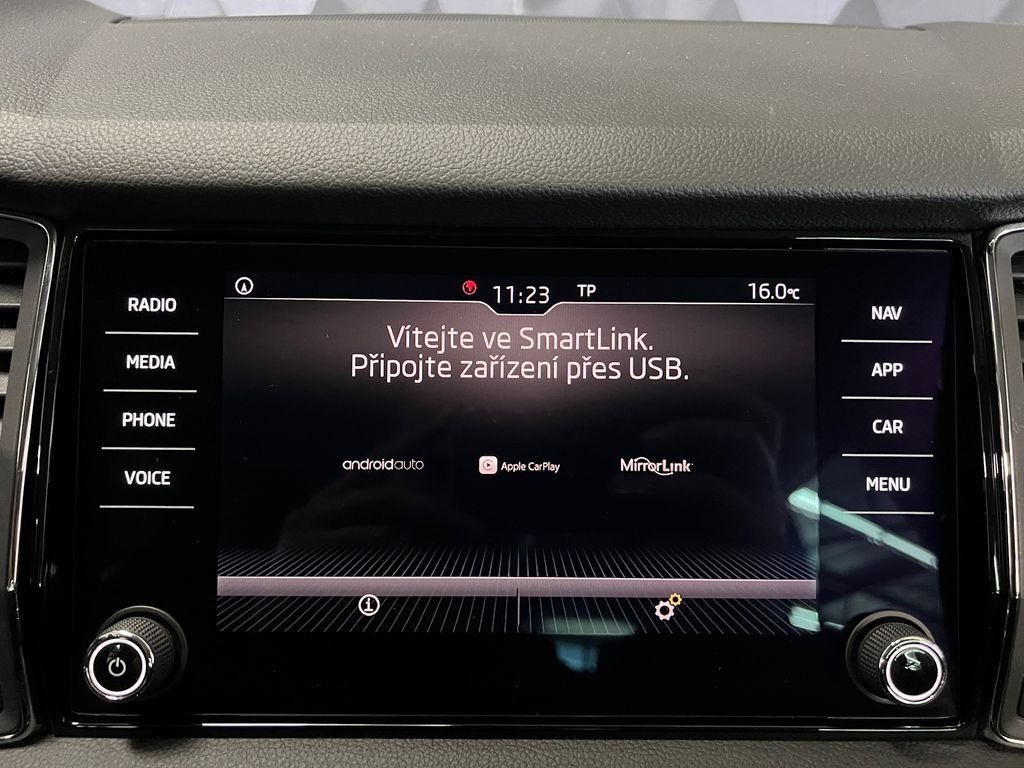 11:23
TP
16.0°C
RADIO
MEDIA
PHONE
VOICE
Vítejte ve SmartLink.
Připojte zařízení přes USB.
androidauto
Apple CarPlay
MirrorLink
NAV
APP
CAR
MENU